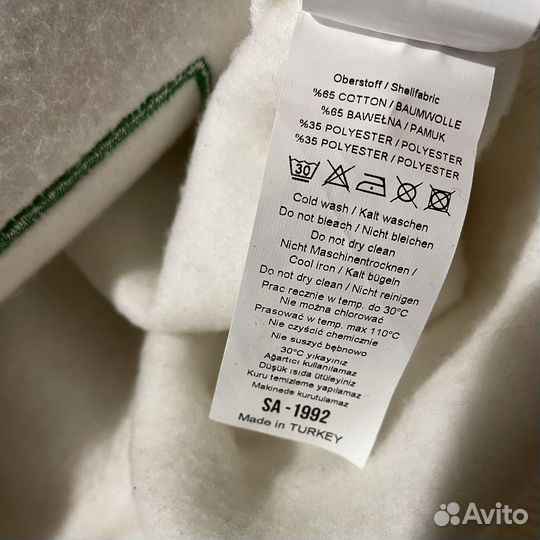 Oberstoff / Shellfabric
%65 COTTON / BAUMWOLLE
%65 BAWEŁNA / PAMUK
%35 POLYESTER / POLYESTER
%35 POLYESTER / POLYESTER
30
Cold wash / Kalt waschen
Do not bleach / Nicht bleichen
Do not dry clean
Nicht Maschinentrocknen /
Cool iron / Kalt bügeln
Do not dry clean / Nicht reinigen
Prac recznie w temp. do 30°C
Nie można chlorować
Prasować w temp. max 110°C
Nie czyścić chemicznie
Nie suszyć bębnowo
30°C yıkayınız
Ağartıcı kullanılamaz
Düşük ısıda ütüleyiniz
Kuru temizleme yapılamaz
Makinede kurutulamaz
SA - 1992
Made in TURKEY
Avito